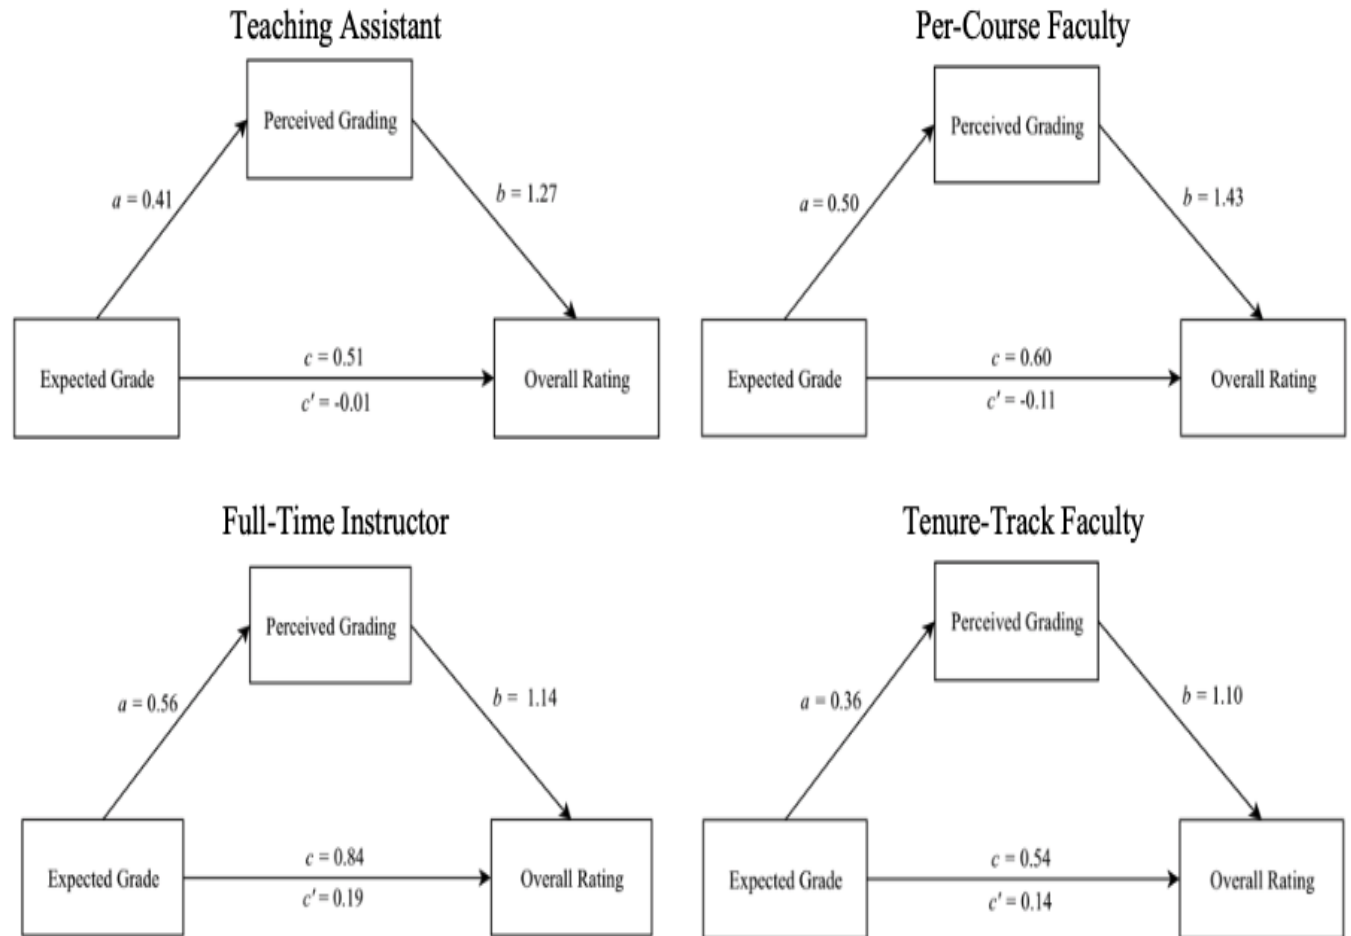 Teaching Assistant
Perceived Grading
a = 0.41
b = 1.27
Expected Grade
c = 0.51
c′ = -0.01
Overall Rating
Per-Course Faculty
Perceived Grading
a = 0.50
b = 1.43
Expected Grade
c = 0.60
c′ = -0.11
Overall Rating
Full-Time Instructor
Perceived Grading
a = 0.56
b = 1.14
Expected Grade
c = 0.84
c′ = 0.19
Overall Rating
Tenure-Track Faculty
Perceived Grading
a = 0.36
b = 1.10
Expected Grade
c = 0.54
c′ = 0.14
Overall Rating